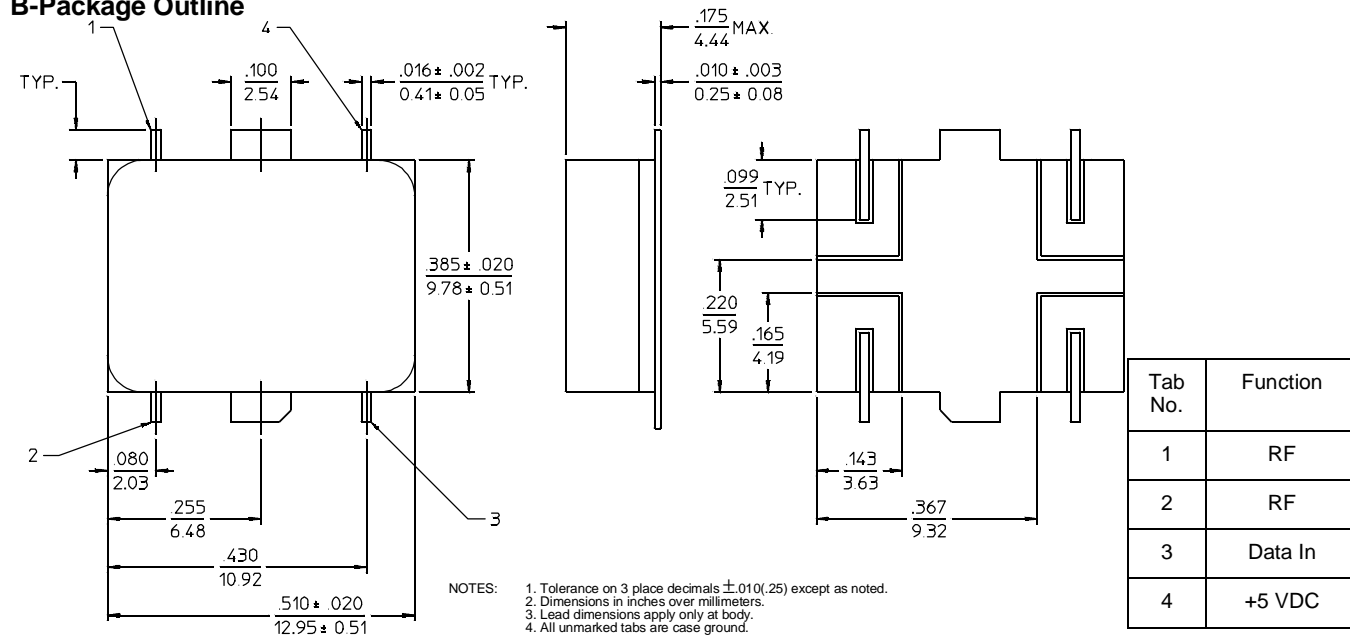 B-Package Outline
1
4
TYP.
.100
2.54
.016± .002
0.41± 0.05 TYP.
.175
4.44 MAX.
.010± .003
0.25± 0.08
.099
2.51 TYP.
.385± .020
9.78± 0.51
.220
5.59
.165
4.19
2
.080
2.03
3
.255
6.48
.430
10.92
.510± .020
12.95± 0.51
.143
3.63
.367
9.32
Tab No. Function
1 RF
2 RF
3 Data In
4 +5 VDC
NOTES: 1. Tolerance on 3 place decimals ±.010(.25) except as noted.
2. Dimensions in inches over millimeters.
3. Lead dimensions apply only at body.
4. All unmarked tabs are case ground.